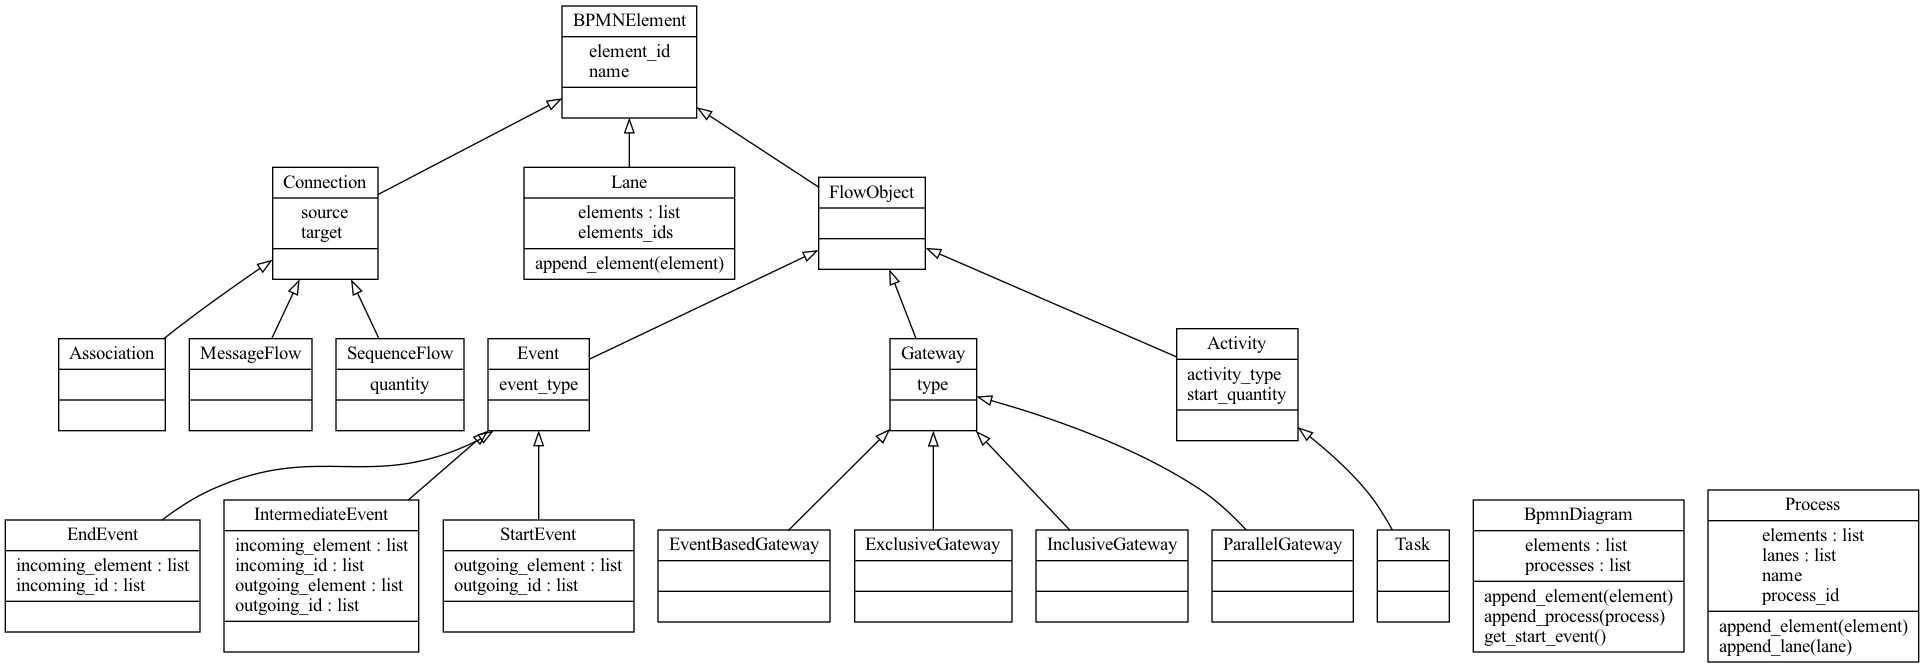 BPMNElement
element_id
name
Connection
source
target
Lane
elements : list
elements_ids
append_element(element)
FlowObject
Association
MessageFlow
SequenceFlow
quantity
Event
event_type
Gateway
type
Activity
activity_type
start_quantity
EndEvent
incoming_element : list
incoming_id : list
IntermediateEvent
incoming_element : list
incoming_id : list
outgoing_element : list
outgoing_id : list
StartEvent
outgoing_element : list
outgoing_id : list
EventBasedGateway
ExclusiveGateway
InclusiveGateway
ParallelGateway
Task
BpmnDiagram
elements : list
processes : list
append_element(element)
append_process(process)
get_start_event()
Process
elements : list
lanes : list
name
process_id
append_element(element)
append_lane(lane)